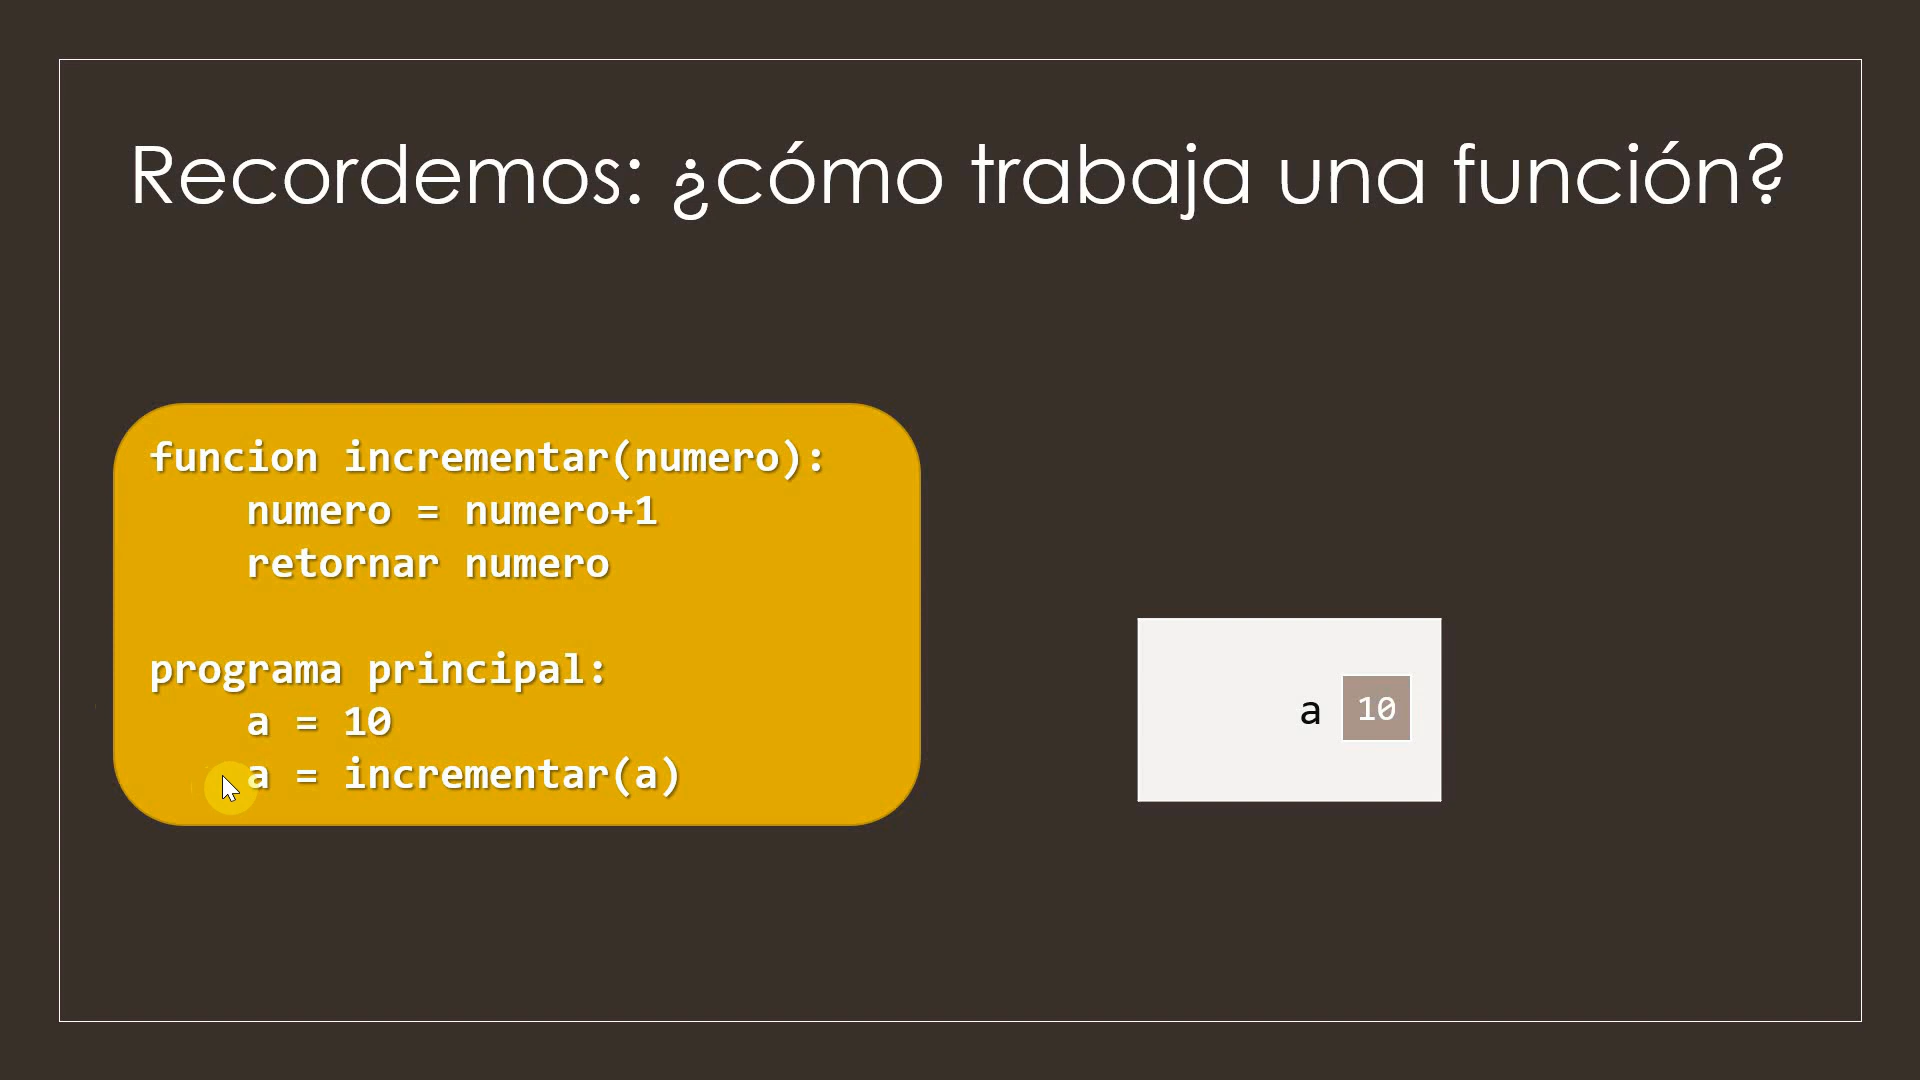 Recordemos: ¿cómo trabaja una función?
funcion incrementar(numero):
numero = numero+1
retornar numero
programa principal:
a = 10
a = incrementar(a)
a 10